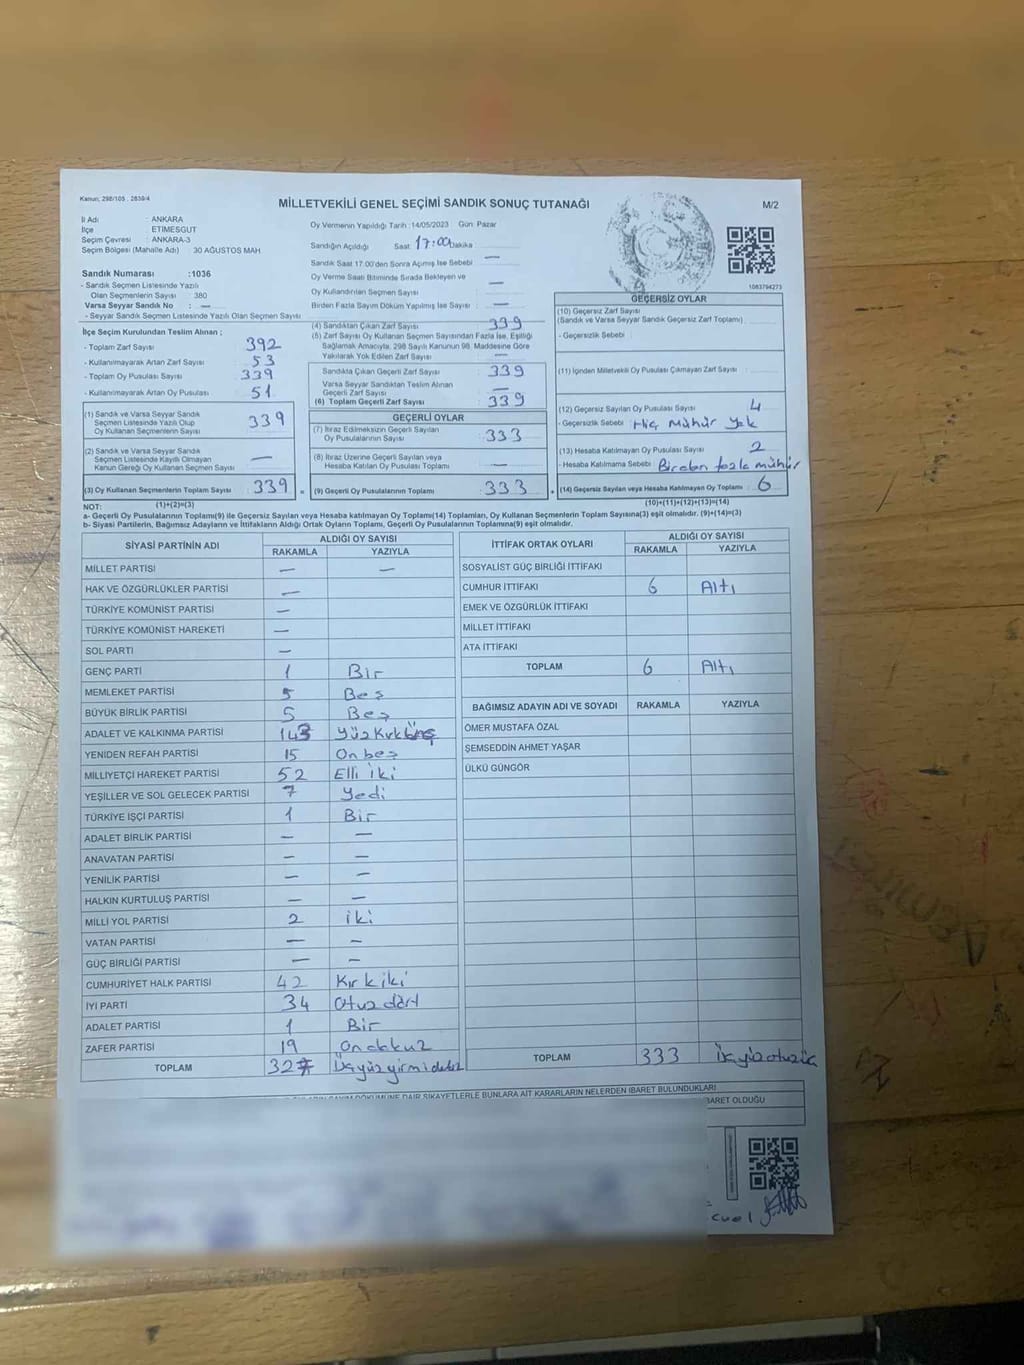 Kanun; 298/105 . 2839/4
MİLLETVEKİLİ GENEL SEÇİMİ SANDIK SONUÇ TUTANAĞI
M/2
İl Adı : ANKARA
İlçe : ETİMESGUT
Seçim Çevresi : ANKARA-3
Seçim Bölgesi (Mahalle Adı) : 30 AĞUSTOS MAH
Sandık Numarası :1036
- Sandık Seçmen Listesinde Yazılı
Olan Seçmenlerin Sayısı : 380
Varsa Seyyar Sandık No : —
- Seyyar Sandık Seçmen Listesinde Yazılı Olan Seçmen Sayısı
Oy Vermenin Yapıldığı Tarih :14/05/2023 Gün: Pazar
Sandığın Açıldığı Saat: 17:00 Dakika :
Sandık Saat 17.00'den Sonra Açımış İse Sebebi —
Oy Verme Saati Bitiminde Sırada Bekleyen ve
Oy Kullandırılan Seçmen Sayısı —
Birden Fazla Sayım Döküm Yapılmış İse Sayısı : —
1083794273
İlçe Seçim Kurulundan Teslim Alınan ;
- Toplam Zarf Sayısı : 392
- Kullanılmayarak Artan Zarf Sayısı : 53
- Toplam Oy Pusulası Sayısı : 339
- Kullanılmayarak Artan Oy Pusulası : 51
(1) Sandık ve Varsa Seyyar Sandık
Seçmen Listesinde Yazılı Olup
Oy Kullanan Seçmenlerin Sayısı : 339
(2) Sandık ve Varsa Seyyar Sandık
Seçmen Listesinde Kayıtlı Olmayan
Kanun Gereği Oy Kullanan Seçmen Sayısı : —
(3) Oy Kullanan Seçmenlerin Toplam Sayısı : 339
(4) Sandıktan Çıkan Zarf Sayısı : 339
(5) Zarf Sayısı Oy Kullanan Seçmen Sayısından Fazla İse, Eşitliği
Sağlamak Amacıyla, 298 Sayılı Kanunun 98. Maddesine Göre
Yakılarak Yok Edilen Zarf Sayısı : —
Sandıkta Çıkan Geçerli Zarf Sayısı : 339
Varsa Seyyar Sandıktan Teslim Alınan
Geçerli Zarf Sayısı : —
(6) Toplam Geçerli Zarf Sayısı : 339
GEÇERLİ OYLAR
(7) İtiraz Edilmeksizin Geçerli Sayılan
Oy Pusulalarının Sayısı : 333
(8) İtiraz Üzerine Geçerli Sayılan veya
Hesaba Katılan Oy Pusulası Toplamı : —
(9) Geçerli Oy Pusulalarının Toplamı : 333
GEÇERSİZ OYLAR
(10) Geçersiz Zarf Sayısı
(Sandık ve Varsa Seyyar Sandık Geçersiz Zarf Toplamı) :
- Geçersizlik Sebebi :
(11) İçinden Milletvekili Oy Pusulası Çıkmayan Zarf Sayısı :
(12) Geçersiz Sayılan Oy Pusulası Sayısı : 4
- Geçersizlik Sebebi : Hiç mühür yok
(13) Hesaba Katılmayan Oy Pusulası Sayısı : 2
- Hesaba Katılmama Sebebi : Birden fazla mühür
(14) Geçersiz Sayılan veya Hesaba Katılmayan Oy Toplamı : 6
NOT: (1)+(2)=(3) (10)+(11)+(12)+(13)=(14)
a- Geçerli Oy Pusulalarının Toplamı(9) ile Geçersiz Sayılan veya Hesaba katılmayan Oy Toplamı(14) Toplamları, Oy Kullanan Seçmenlerin Toplam Sayısına(3) eşit olmalıdır. (9)+(14)=(3)
b- Siyasi Partilerin, Bağımsız Adayların ve İttifakların Aldığı Ortak Oyların Toplamı, Geçerli Oy Pusulalarının Toplamına(9) eşit olmalıdır.
SİYASİ PARTİNİN ADI ALDIĞI OY SAYISI
RAKAMLA YAZIYLA
MİLLET PARTİSİ — —
HAK VE ÖZGÜRLÜKLER PARTİSİ —
TÜRKİYE KOMÜNİST PARTİSİ —
TÜRKİYE KOMÜNİST HAREKETİ —
SOL PARTİ —
GENÇ PARTİ 1 Bir
MEMLEKET PARTİSİ 5 Beş
BÜYÜK BİRLİK PARTİSİ 5 Beş
ADALET VE KALKINMA PARTİSİ 143 Yüz Kırk üç
YENİDEN REFAH PARTİSİ 15 On beş
MİLLİYETÇİ HAREKET PARTİSİ 52 Elli iki
YEŞİLLER VE SOL GELECEK PARTİSİ 7 Yedi
TÜRKİYE İŞÇİ PARTİSİ 1 Bir
ADALET BİRLİK PARTİSİ — —
ANAVATAN PARTİSİ — —
YENİLİK PARTİSİ — —
HALKIN KURTULUŞ PARTİSİ — —
MİLLİ YOL PARTİSİ 2 iki
VATAN PARTİSİ — —
GÜÇ BİRLİĞİ PARTİSİ — —
CUMHURİYET HALK PARTİSİ 42 Kırk iki
İYİ PARTİ 34 Otuz dört
ADALET PARTİSİ 1 Bir
ZAFER PARTİSİ 19 On dokuz
TOPLAM 327
İTTİFAK ORTAK OYLARI ALDIĞI OY SAYISI
RAKAMLA YAZIYLA
SOSYALİST GÜÇ BİRLİĞİ İTTİFAKI
CUMHUR İTTİFAKI 6 Altı
EMEK VE ÖZGÜRLÜK İTTİFAKI
MİLLET İTTİFAKI
ATA İTTİFAKI
TOPLAM 6 Altı
BAĞIMSIZ ADAYIN ADI VE SOYADI RAKAMLA YAZIYLA
ÖMER MUSTAFA ÖZAL
ŞEMSEDDİN AHMET YAŞAR
ÜLKÜ GÜNGÖR
TOPLAM 333 üçyüzotuzüç
DÖKÜMÜNE DAİR ŞİKAYETLERLE BUNLARA AİT KARARLARIN NELERDEN İBARET BULUNDUKLARI
BARET OLDUĞU